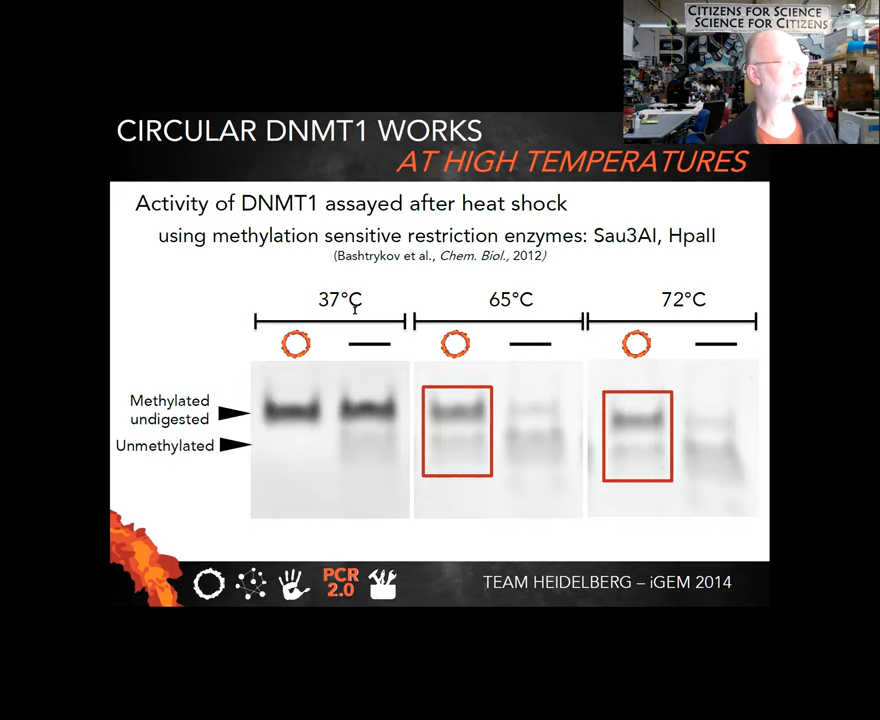 CITIZENS FOR SCIENCE
SCIENCE FOR CITIZENS
CIRCULAR DNMT1 WORKS
AT HIGH TEMPERATURES
Activity of DNMT1 assayed after heat shock
using methylation sensitive restriction enzymes: Sau3AI, HpaII
(Bashtrykov et al., Chem. Biol., 2012)
37°C 65°C 72°C
Methylated
undigested
Unmethylated
PCR
2.0
TEAM HEIDELBERG – iGEM 2014